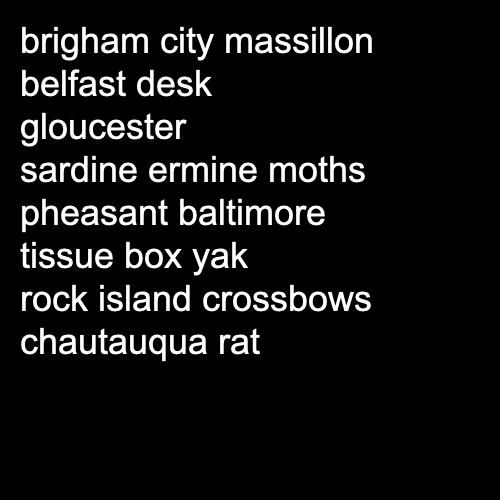 brigham city massillon
belfast desk
gloucester
sardine ermine moths
pheasant baltimore
tissue box yak
rock island crossbows
chautauqua rat